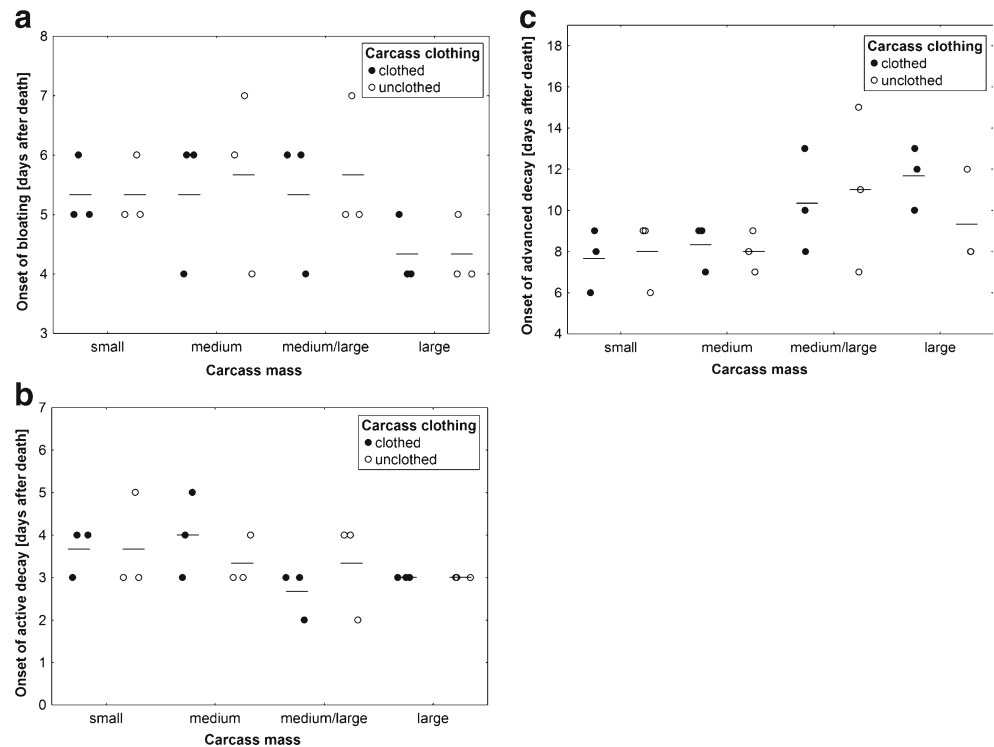 a
Onset of bloating [days after death]
8
7
6
5
4
3
Carcass clothing
clothed
unclothed
small medium medium/large large
Carcass mass
b
Onset of active decay [days after death]
7
6
5
4
3
2
1
0
Carcass clothing
clothed
unclothed
small medium medium/large large
Carcass mass
c
Onset of advanced decay [days after death]
18
16
14
12
10
8
6
4
Carcass clothing
clothed
unclothed
small medium medium/large large
Carcass mass